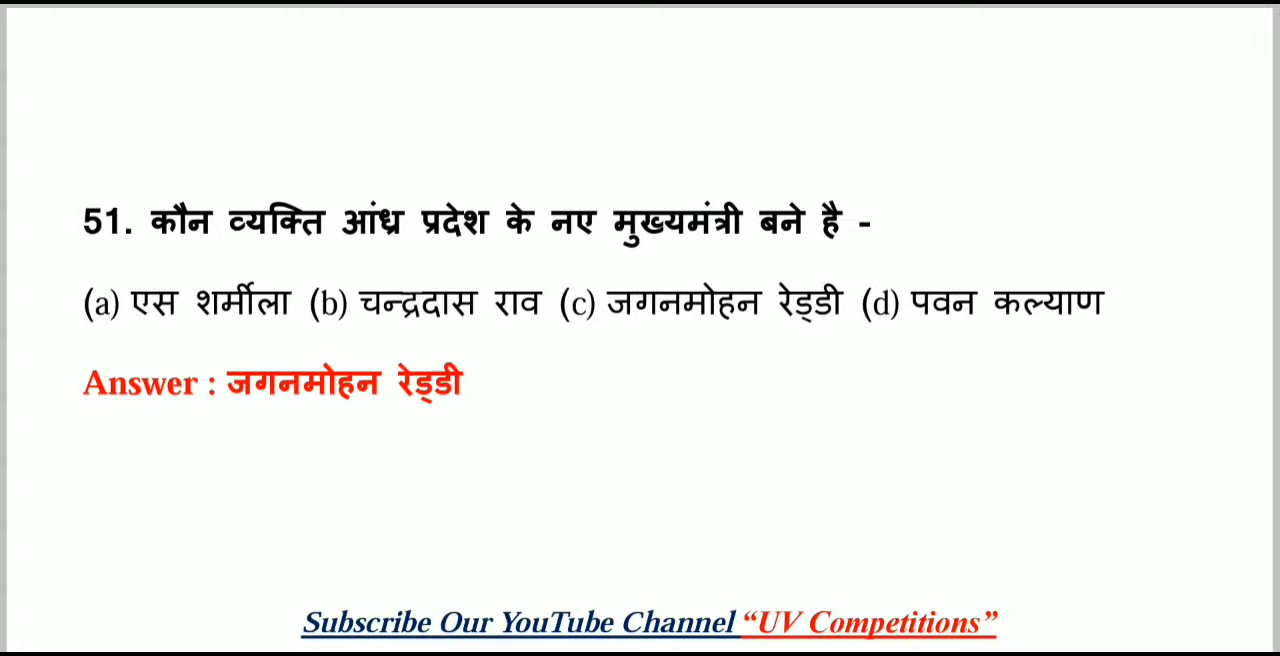 51. कौन व्यक्ति आंध्र प्रदेश के नए मुख्यमंत्री बने है -
(a) एस शर्मीला (b) चन्द्रदास राव (c) जगनमोहन रेड्डी (d) पवन कल्याण
Answer : जगनमोहन रेड्डी
Subscribe Our YouTube Channel “UV Competitions”